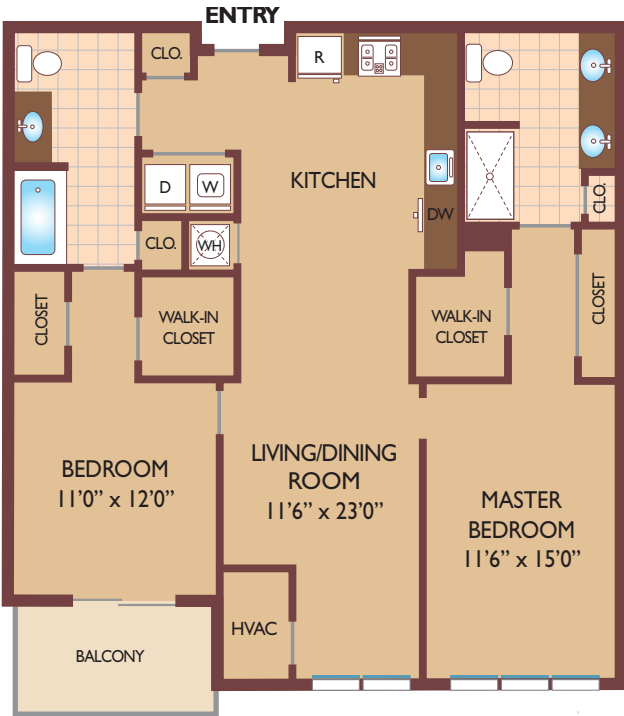 ENTRY
CLO.
R
KITCHEN
D
W
DW
CLO.
CLO.
WH
CLOSET
WALK-IN
CLOSET
WALK-IN
CLOSET
CLOSET
BEDROOM
11'0” x 12'0”
LIVING/DINING
ROOM
11'6” x 23'0”
MASTER
BEDROOM
11'6” x 15'0”
HVAC
BALCONY